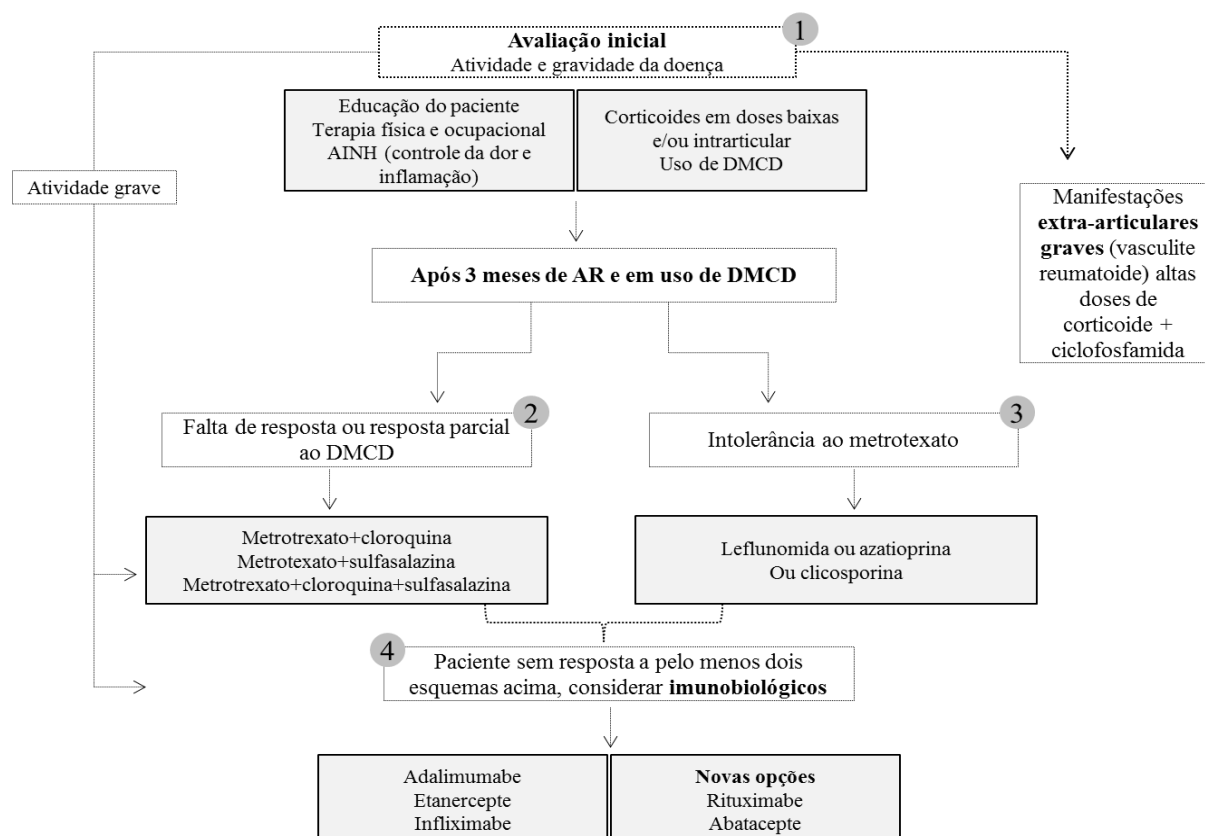 1
Avaliação inicial
Atividade e gravidade da doença
Educação do paciente
Terapia física e ocupacional
AINH (controle da dor e
inflamação)
Corticoides em doses baixas
e/ou intrarticular
Uso de DMCD
Atividade grave
Manifestações
extra-articulares
graves (vasculite
reumatoide) altas
doses de
corticoide +
ciclofosfamida
Após 3 meses de AR e em uso de DMCD
2
Falta de resposta ou resposta parcial
ao DMCD
3
Intolerância ao metrotexato
Metrotrexato+cloroquina
Metrotexato+sulfasalazina
Metrotrexato+cloroquina+sulfasalazina
Leflunomida ou azatioprina
Ou clicosporina
4
Paciente sem resposta a pelo menos dois
esquemas acima, considerar imunobiológicos
Adalimumabe
Etanercepte
Infliximabe
Novas opções
Rituximabe
Abatacepte